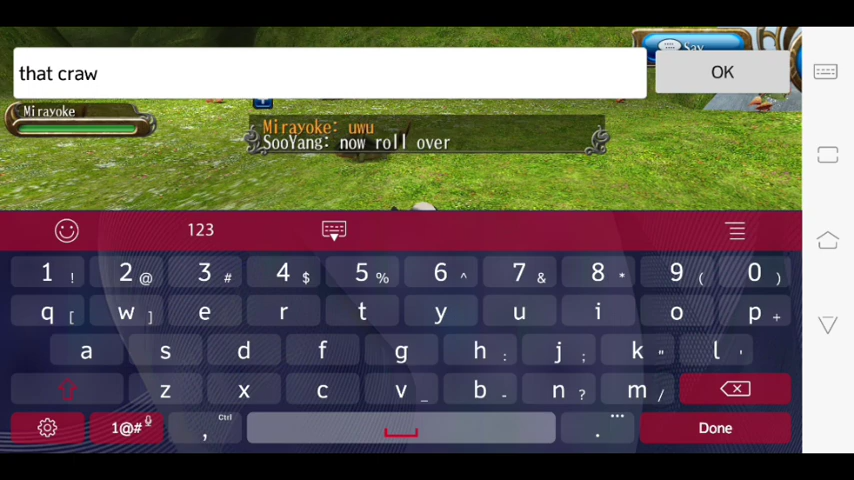 Say
that craw
OK
Mirayoke
Mirayoke: uwu
SooYang: now roll over
123
1 ! 2 @ 3 # 4 $ 5 % 6 ^ 7 & 8 * 9 ( 0 )
q [ w ] e r t y u i o p +
a s d f g h : j ; k " l '
z x c v _ b - n ? m /
1@# , Ctrl . ... Done